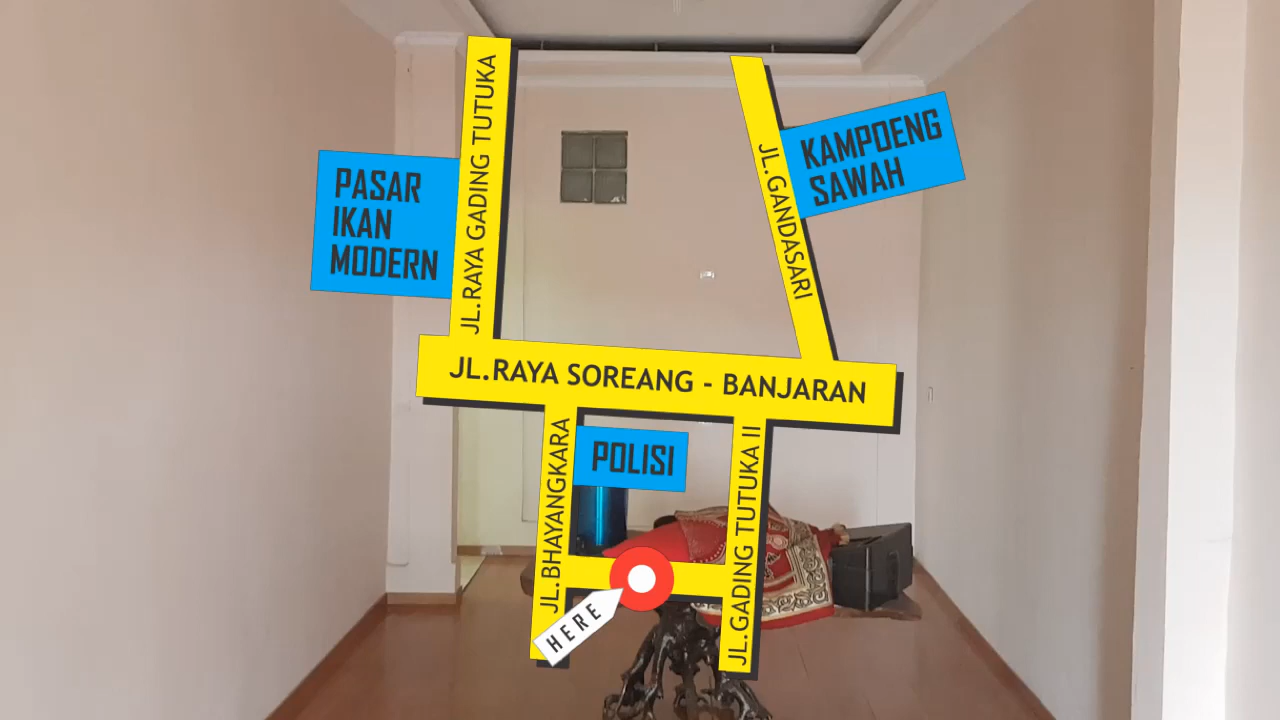 JL.RAYA GADING TUTUKA
JL.GANDASARI
KAMPOENG
SAWAH
PASAR
IKAN
MODERN
JL.RAYA SOREANG - BANJARAN
JL.BHAYANGKARA
POLISI
JL.GADING TUTUKA II
HERE